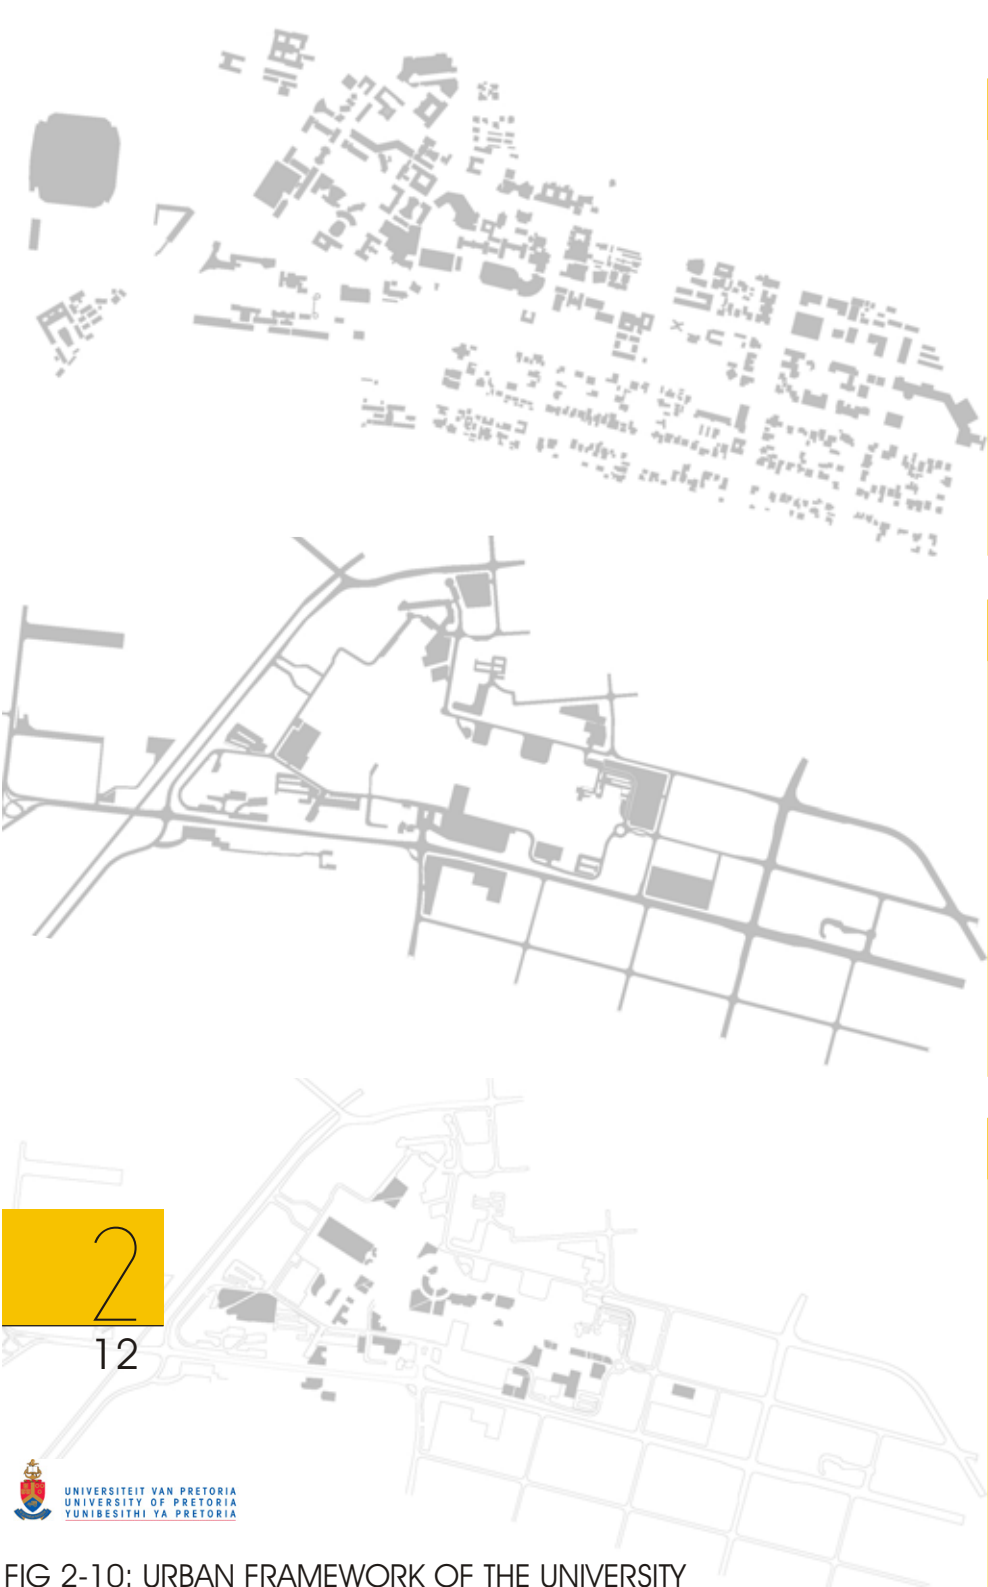 2
12
UNIVERSITEIT VAN PRETORIA
UNIVERSITY OF PRETORIA
YUNIBESITHI YA PRETORIA
FIG 2-10: URBAN FRAMEWORK OF THE UNIVERSITY